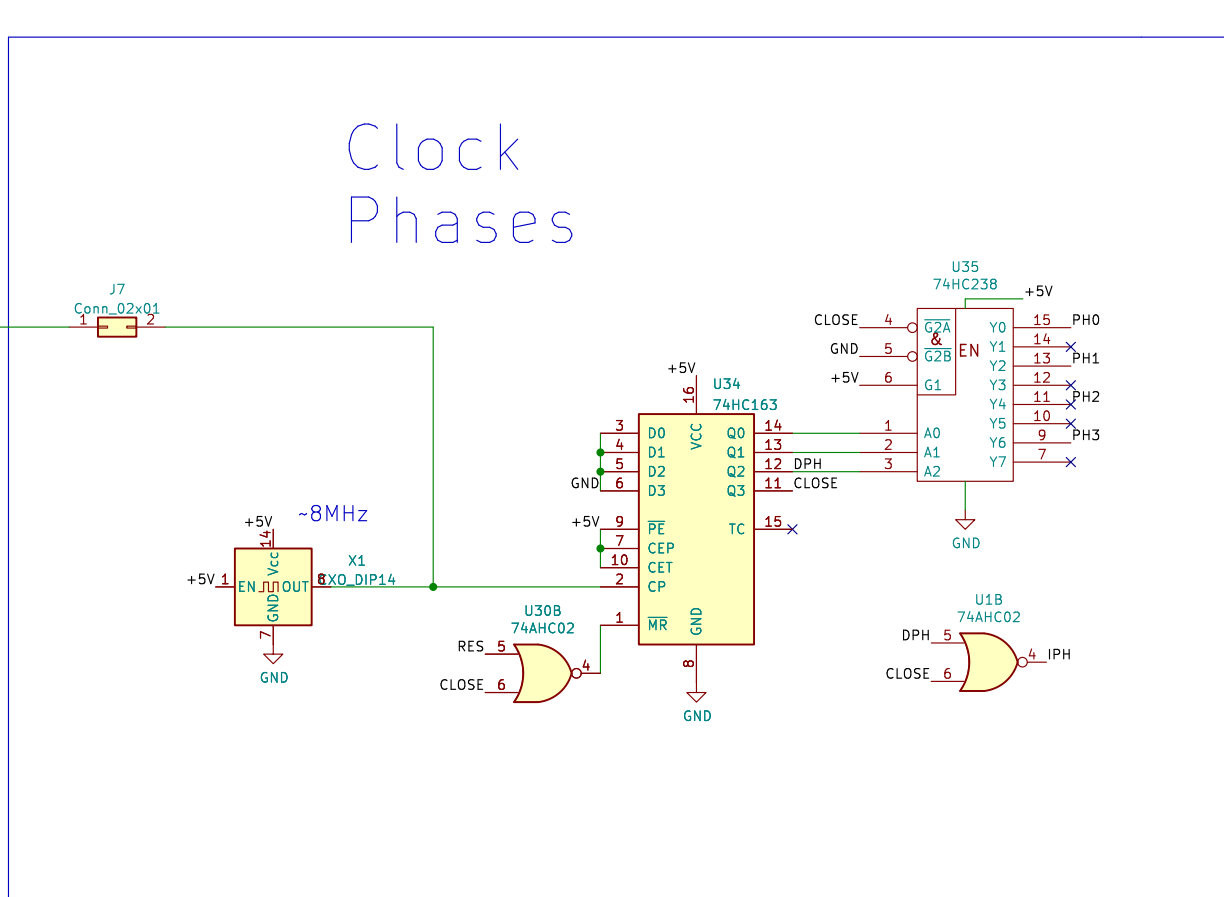 Clock
Phases
J7
Conn_02x01
1
2
~8MHz
+5V
14
Vcc
X1
CXO_DIP14
+5V
1
EN
OUT
8
GND
7
GND
U30B
74AHC02
RES
5
CLOSE
6
4
+5V
16
VCC
U34
74HC163
3 D0 Q0 14
4 D1 Q1 13
5 D2 Q2 12 DPH
GND 6 D3 Q3 11 CLOSE
+5V 9 PE TC 15
7 CEP
10 CET
2 CP
1 MR
GND
8
GND
U35
74HC238
+5V
CLOSE 4 G2A Y0 15 PH0
& EN
Y1 14
GND 5 G2B Y2 13 PH1
+5V 6 G1 Y3 12
Y4 11 PH2
Y5 10
1 A0 Y6 9 PH3
2 A1 Y7 7
3 A2
GND
U1B
74AHC02
DPH 5
4 IPH
CLOSE 6